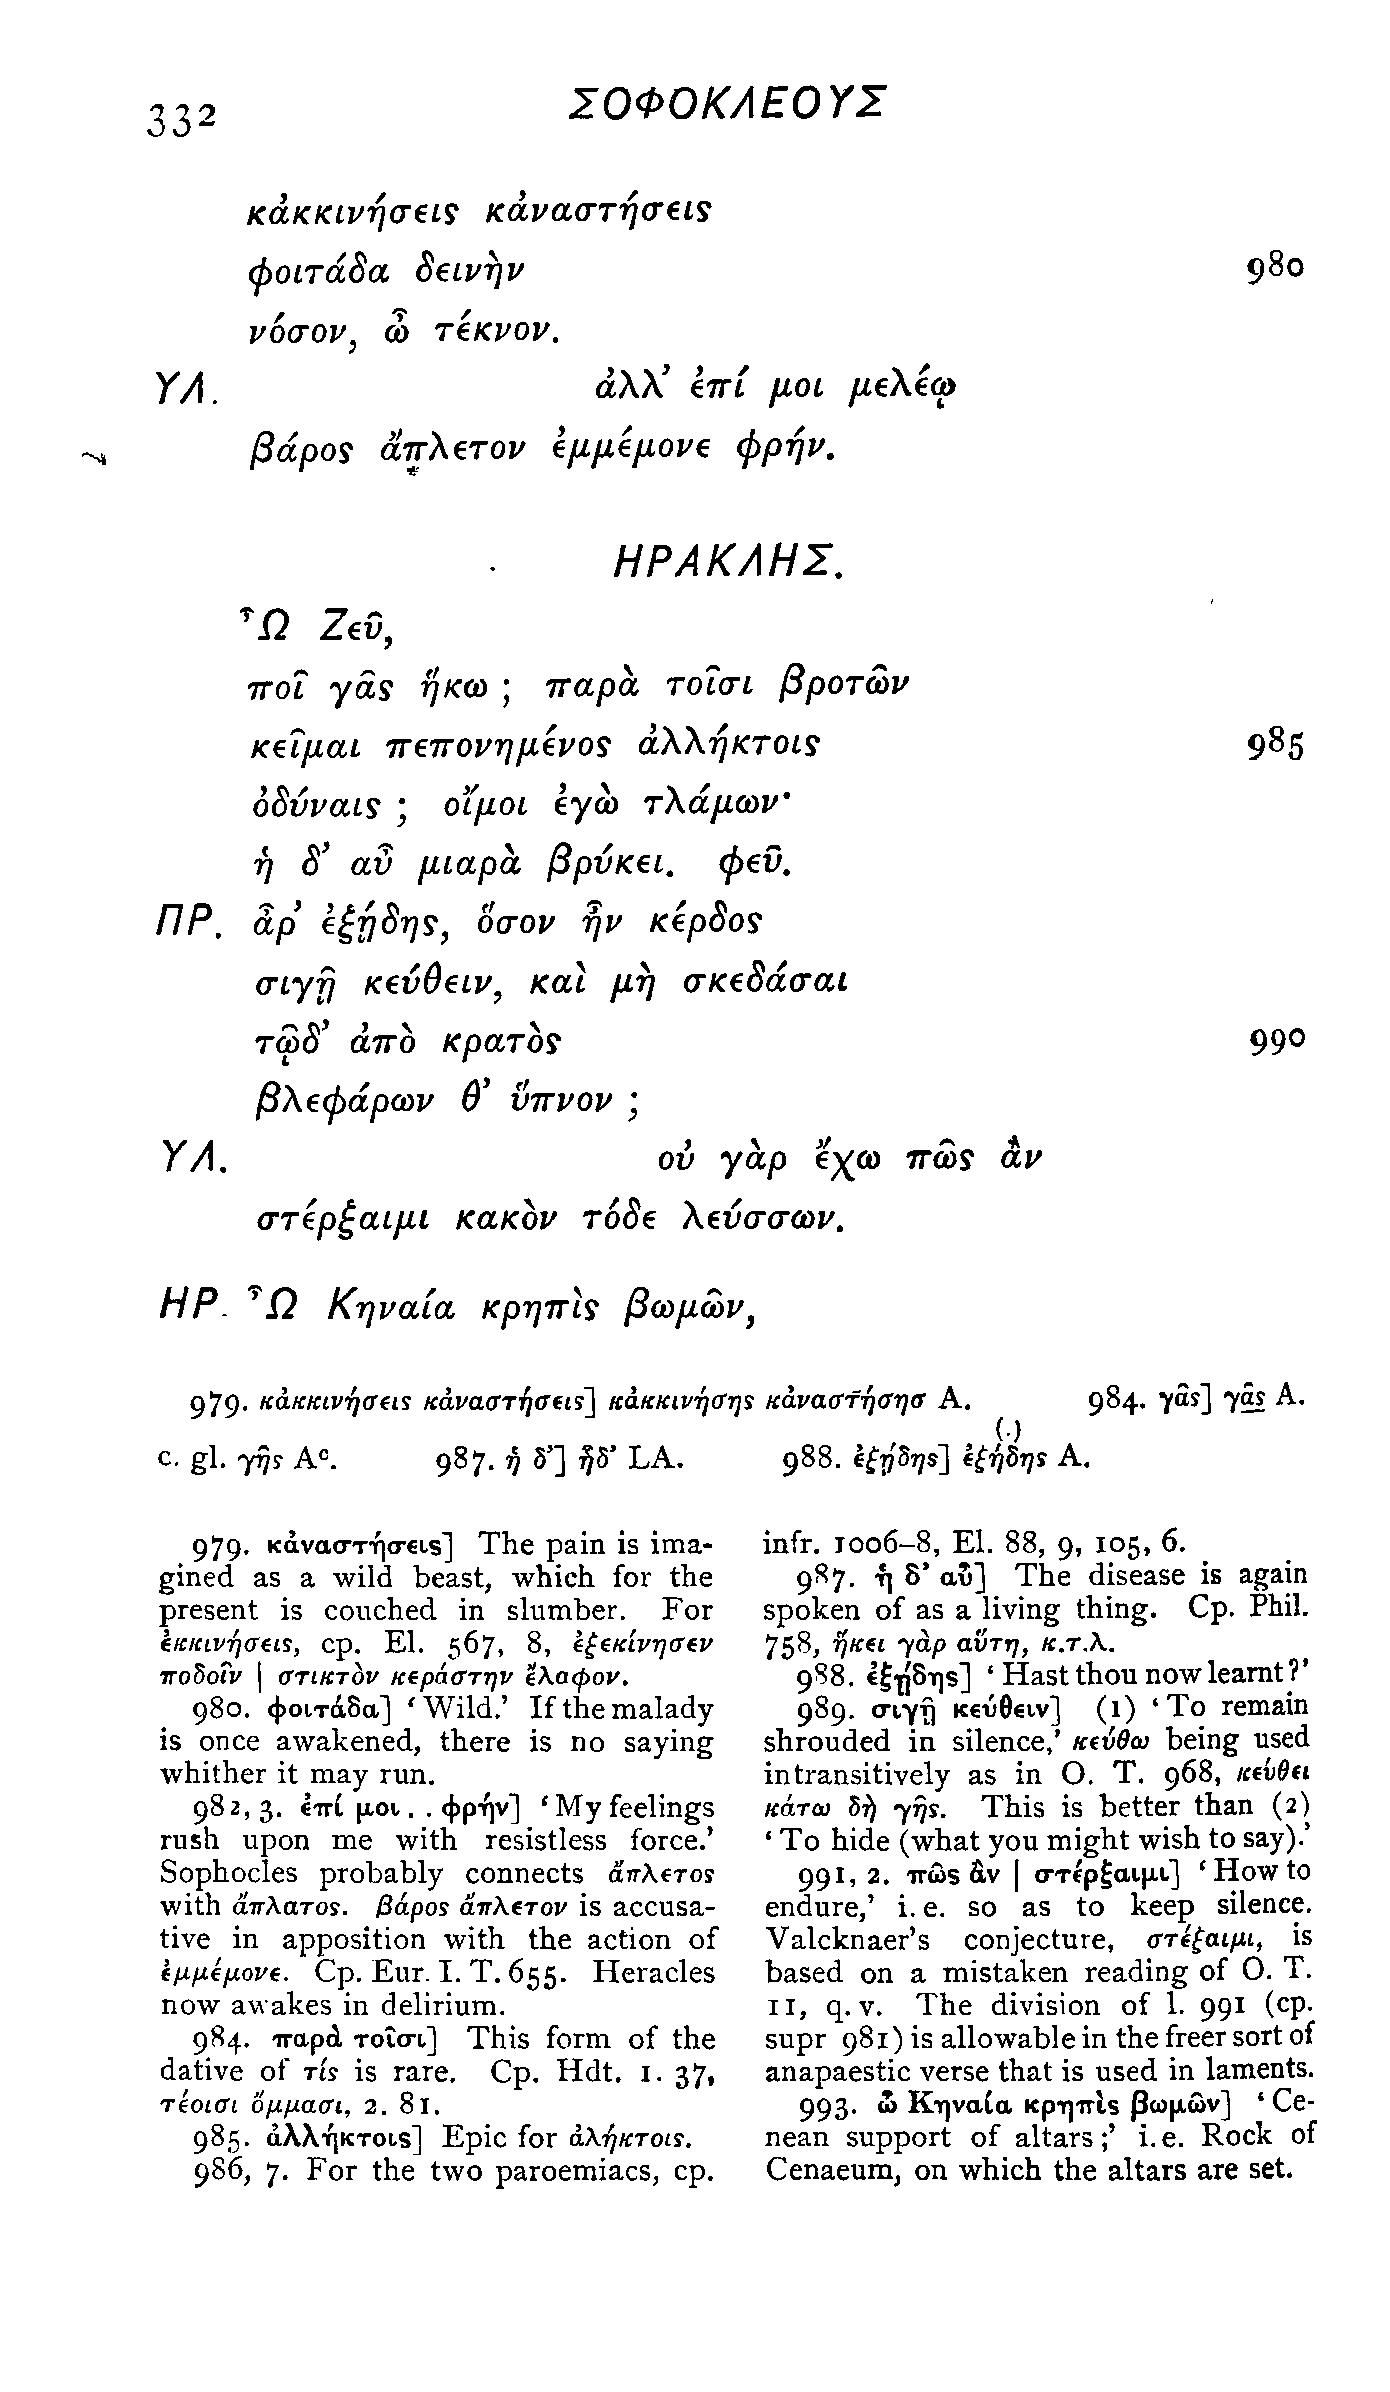 332
ΣΟΦΟΚΛΕΟΥΣ
κἀκκινήσεις κἀναστήσεις
φοιτάδα δεινὴν 980
νόσον, ὦ τέκνον.
ΥΛ. ἀλλ’ ἐπί μοι μελέῳ
βάρος ἄπλετον ἐμμέμονε φρήν.
ΗΡΑΚΛΗΣ.
Ὦ Ζεῦ,
ποῖ γᾶς ἥκω ; παρὰ τοῖσι βροτῶν
κεῖμαι πεπονημένος ἀλλήκτοις 985
ὀδύναις ; οἴμοι ἐγὼ τλάμων·
ἡ δ’ αὖ μιαρὰ βρύκει. φεῦ.
ΠΡ. ἆρ’ ἐξῄδης, ὅσον ἦν κέρδος
σιγῇ κεύθειν, καὶ μὴ σκεδάσαι
τῷδ’ ἀπὸ κρατὸς 990
βλεφάρων θ’ ὕπνον ;
ΥΛ. οὐ γὰρ ἔχω πῶς ἂν
στέρξαιμι κακὸν τόδε λεύσσων.
ΗΡ. Ὦ Κηναία κρηπὶς βωμῶν,
979. κἀκκινήσεις κἀναστήσεις] κἀκκινήσῃς κἀναστήσησ A. 984. γᾶς] γᾶς A.
c. gl. γῆς Aᶜ. 987. ἡ δ’] ἥδ’ LA. 988. ἐξῄδης] ἐξήδης A.
979. κἀναστήσεις] The pain is ima-
gined as a wild beast, which for the
present is couched in slumber. For
ἐκκινήσεις, cp. El. 567, 8, ἐξεκίνησεν
ποδοῖν | στικτὸν κεράστην ἔλαφον.
980. φοιτάδα] ‘Wild.’ If the malady
is once awakened, there is no saying
whither it may run.
982, 3. ἐπί μοι . . φρήν] ‘My feelings
rush upon me with resistless force.’
Sophocles probably connects ἄπλετος
with ἄπλατος. βάρος ἄπλετον is accusa-
tive in apposition with the action of
ἐμμέμονε. Cp. Eur. I. T. 655. Heracles
now awakes in delirium.
984. παρὰ τοῖσι] This form of the
dative of τίς is rare. Cp. Hdt. 1. 37,
τέοισι ὄμμασι, 2. 81.
985. ἀλλήκτοις] Epic for ἀλήκτοις.
986, 7. For the two paroemiacs, cp.
infr. 1006–8, El. 88, 9, 105, 6.
987. ἡ δ’ αὖ] The disease is again
spoken of as a living thing. Cp. Phil.
758, ἥκει γὰρ αὕτη, κ.τ.λ.
988. ἐξῄδης] ‘Hast thou now learnt?’
989. σιγῇ κεύθειν] (1) ‘To remain
shrouded in silence,’ κεύθω being used
intransitively as in O. T. 968, κεύθει
κάτω δὴ γῆς. This is better than (2)
‘To hide (what you might wish to say).’
991, 2. πῶς ἂν | στέρξαιμι] ‘How to
endure,’ i. e. so as to keep silence.
Valcknaer’s conjecture, στέξαιμι, is
based on a mistaken reading of O. T.
11, q. v. The division of l. 991 (cp.
supr 981) is allowable in the freer sort of
anapaestic verse that is used in laments.
993. ὦ Κηναία κρηπὶς βωμῶν] ‘Ce-
nean support of altars;’ i. e. Rock of
Cenaeum, on which the altars are set.